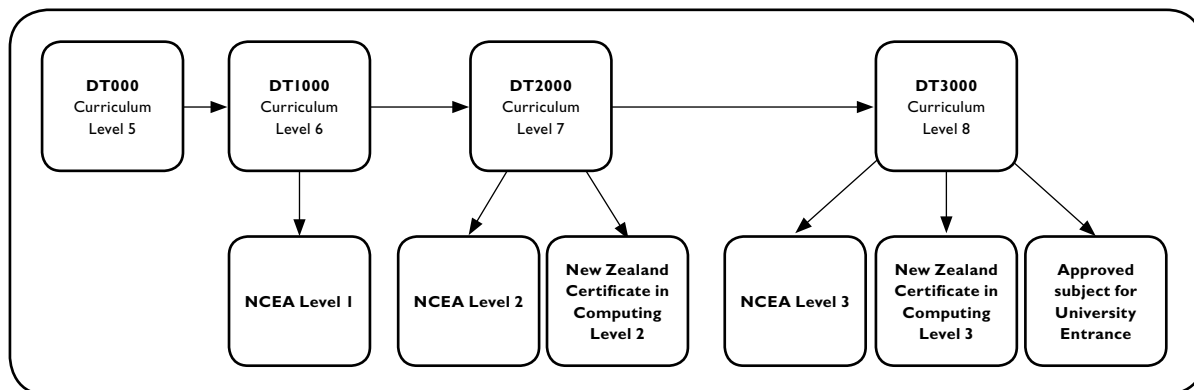 DT000
Curriculum
Level 5
DT1000
Curriculum
Level 6
DT2000
Curriculum
Level 7
DT3000
Curriculum
Level 8
NCEA Level 1
NCEA Level 2
New Zealand
Certificate in
Computing
Level 2
NCEA Level 3
New Zealand
Certificate in
Computing
Level 3
Approved
subject for
University
Entrance